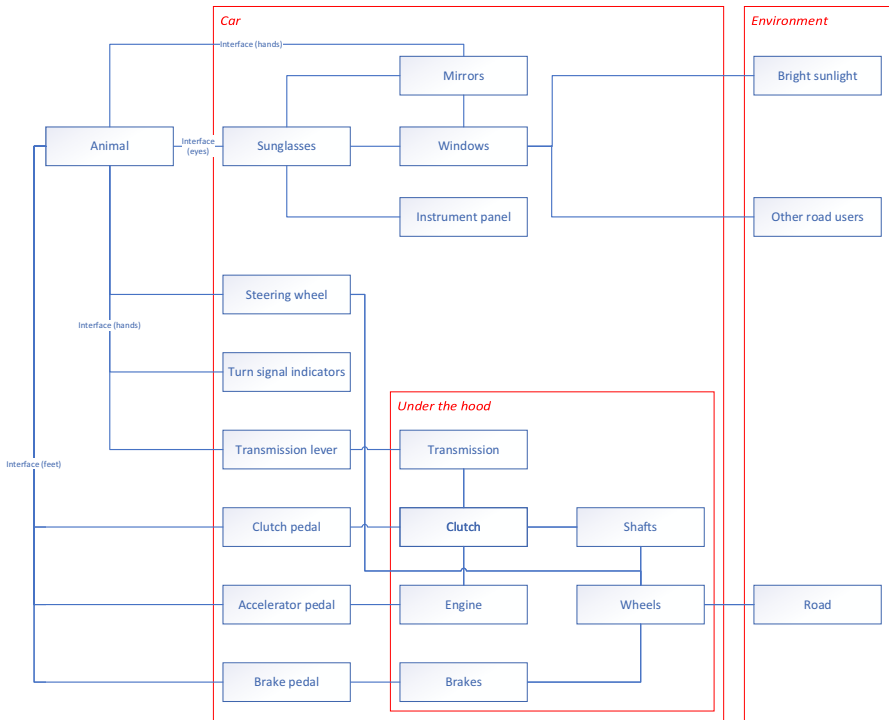 Car
Environment
Interface (hands)
Mirrors
Bright sunlight
Animal
Interface
(eyes)
Sunglasses
Windows
Instrument panel
Other road users
Steering wheel
Interface (hands)
Turn signal indicators
Under the hood
Transmission lever
Transmission
Interface (feet)
Clutch pedal
Clutch
Shafts
Accelerator pedal
Engine
Wheels
Road
Brake pedal
Brakes